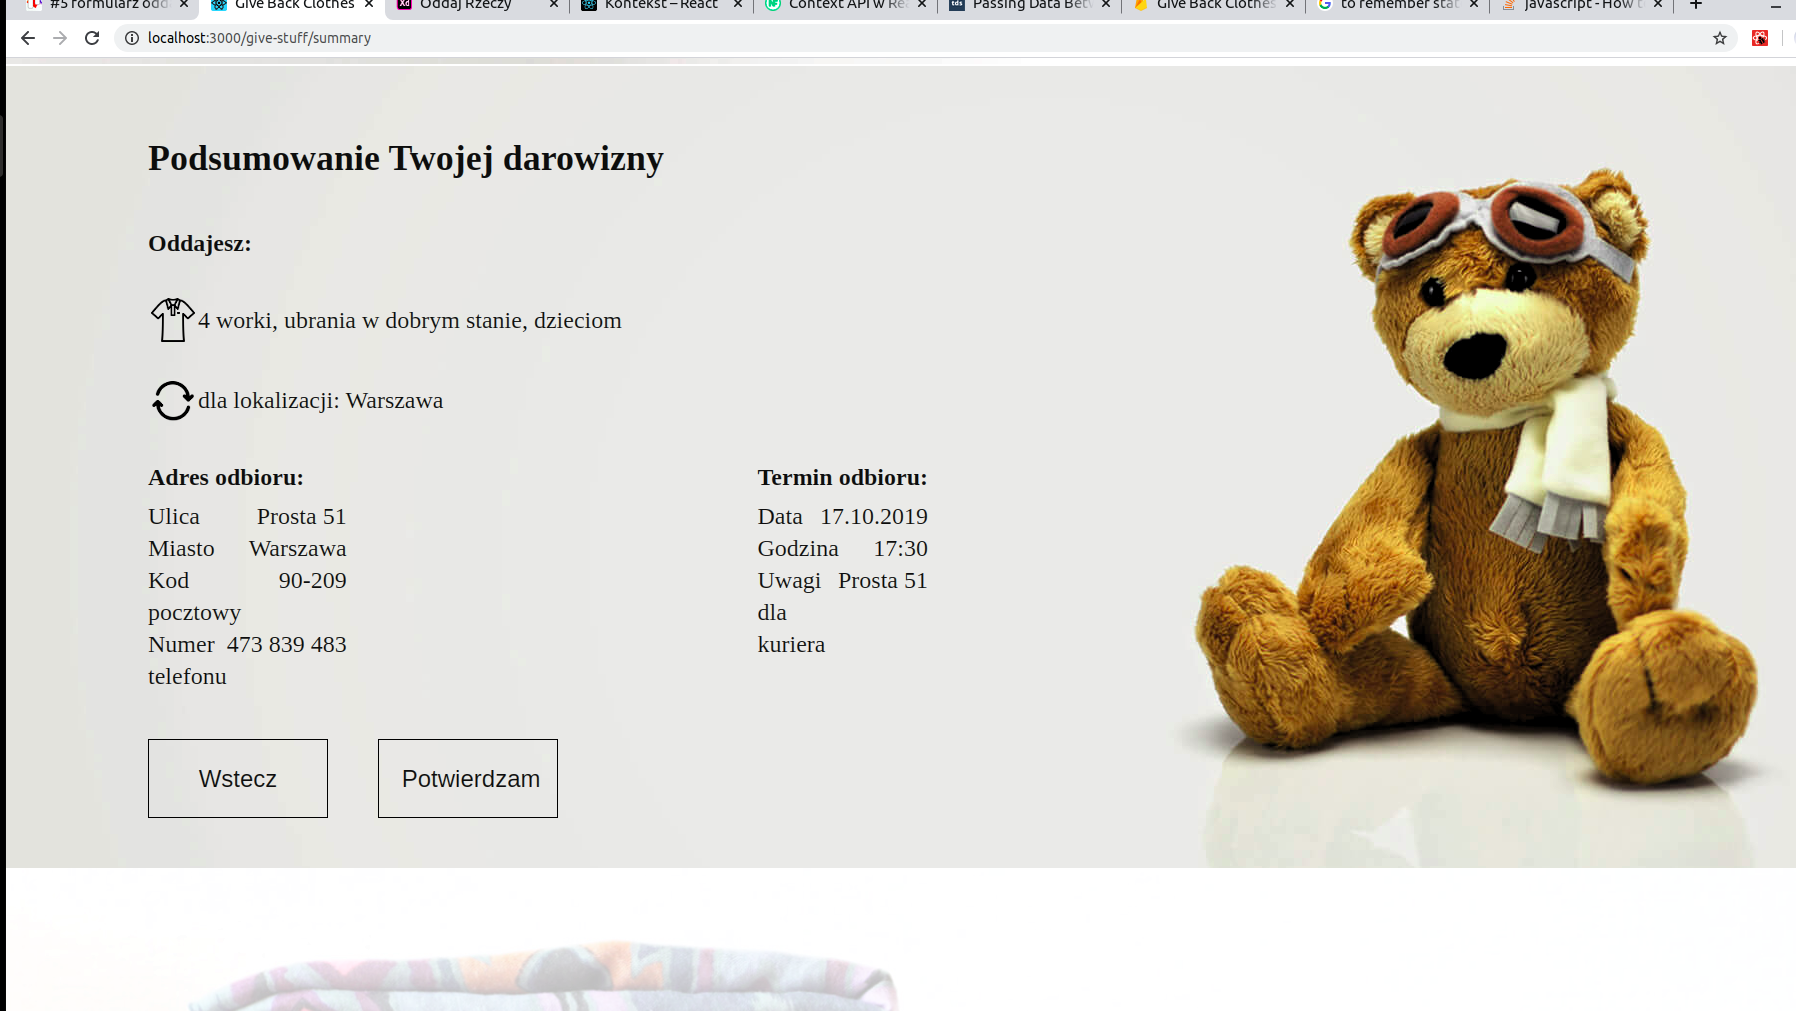 #5 formularz odd
Give Back Clothes
Oddaj Rzeczy
Kontekst – React
Context API w Re
Passing Data Betw
Give Back Clothes
to remember stat
javascript - How t
localhost:3000/give-stuff/summary
Podsumowanie Twojej darowizny
Oddajesz:
4 worki, ubrania w dobrym stanie, dzieciom
dla lokalizacji: Warszawa
Adres odbioru:
Ulica Prosta 51
Miasto Warszawa
Kod 90-209
pocztowy
Numer 473 839 483
telefonu
Termin odbioru:
Data 17.10.2019
Godzina 17:30
Uwagi Prosta 51
dla
kuriera
Wstecz
Potwierdzam